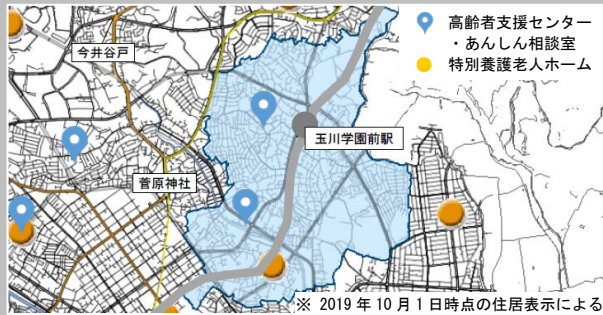 高齢者支援センター
・あんしん相談室
特別養護老人ホーム
今井谷戸
玉川学園前駅
菅原神社
※ 2019 年 10 月 1 日時点の住居表示による